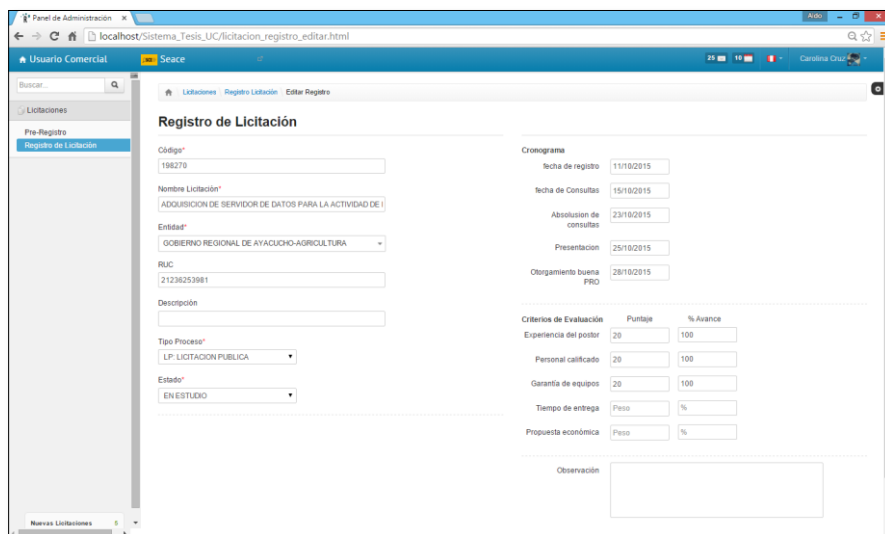 Panel de Administración
Aldo
localhost/Sistema_Tesis_UC/licitacion_registro_editar.html
Usuario Comercial
Seace
25
10
Carolina Cruz
Buscar...
Licitaciones
Pre-Registro
Registro de Licitación
Nuevas Licitaciones
Licitaciones
Registro Licitación
Editar Registro
Registro de Licitación
Código*
198270
Nombre Licitación*
ADQUISICION DE SERVIDOR DE DATOS PARA LA ACTIVIDAD DE
Entidad*
GOBIERNO REGIONAL DE AYACUCHO-AGRICULTURA
RUC
21236253981
Descripción
Tipo Proceso*
LP: LICITACION PUBLICA
Estado*
EN ESTUDIO
Cronograma
fecha de registro 11/10/2015
fecha de Consultas 15/10/2015
Absolusion de
consultas 23/10/2015
Presentacion 25/10/2015
Otorgamiento buena
PRO 28/10/2015
Criterios de Evaluación Puntaje % Avance
Experiencia del postor 20 100
Personal calificado 20 100
Garantía de equipos 20 100
Tiempo de entrega Peso %
Propuesta económica Peso %
Observación